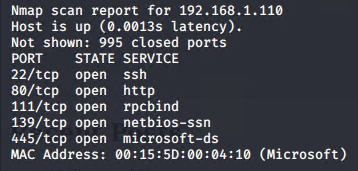 Nmap scan report for 192.168.1.110
Host is up (0.0013s latency).
Not shown: 995 closed ports
PORT    STATE SERVICE
22/tcp  open  ssh
80/tcp  open  http
111/tcp open  rpcbind
139/tcp open  netbios-ssn
445/tcp open  microsoft-ds
MAC Address: 00:15:5D:00:04:10 (Microsoft)